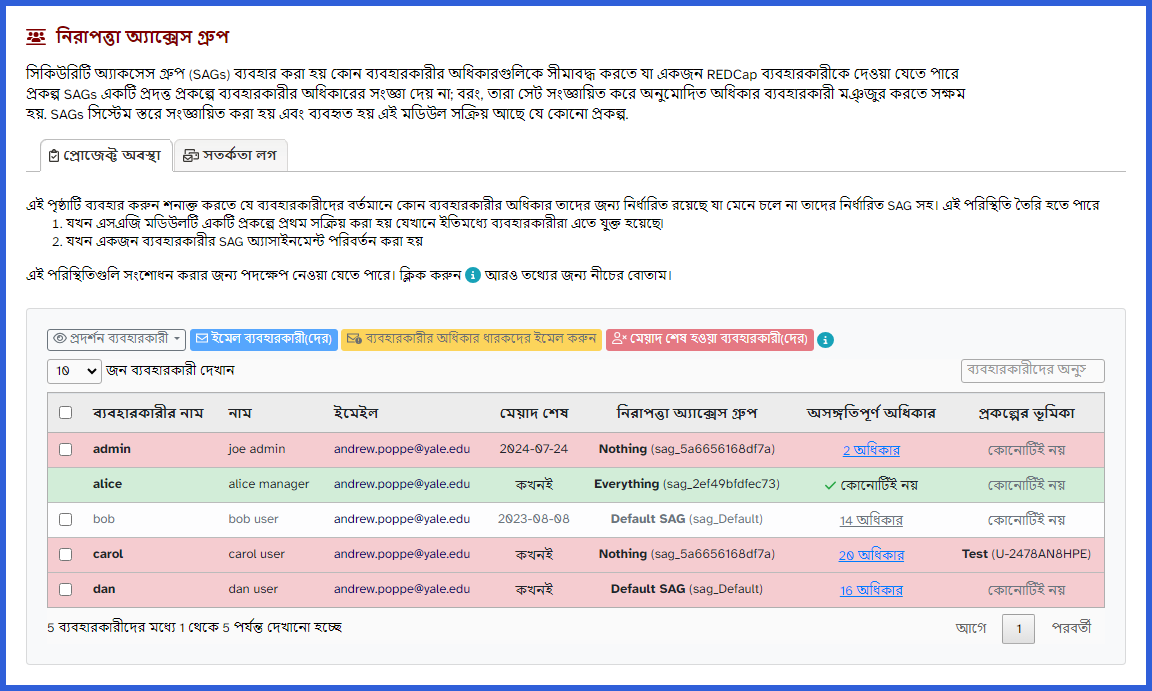 নিরাপত্তা অ্যাক্সেস গ্রুপ
সিকিউরিটি অ্যাকসেস গ্রুপ (SAGs) ব্যবহার করা হয় কোন ব্যবহারকারীর অধিকারগুলিকে সীমাবদ্ধ করতে যা একজন REDCap ব্যবহারকারীকে দেওয়া যেতে পারে
প্রকল্প SAGs একটি প্রদত্ত প্রকল্পে ব্যবহারকারীর অধিকারের সংজ্ঞা দেয় না; বরং, তারা সেট সংজ্ঞায়িত করে অনুমোদিত অধিকার ব্যবহারকারী মঞ্জুর করতে সক্ষম
হয়. SAGs সিস্টেম স্তরে সংজ্ঞায়িত করা হয় এবং ব্যবহৃত হয় এই মডিউল সক্রিয় আছে যে কোনো প্রকল্প.
প্রোজেক্ট অবস্থা সতর্কতা লগ
এই পৃষ্ঠাটি ব্যবহার করুন শনাক্ত করতে যে ব্যবহারকারীদের বর্তমানে কোন ব্যবহারকারীর অধিকার তাদের জন্য নির্ধারিত রয়েছে যা মেনে চলে না তাদের নির্ধারিত SAG সহ। এই পরিস্থিতি তৈরি হতে পারে
1. যখন এসএজি মডিউলটি একটি প্রকল্পে প্রথম সক্রিয় করা হয় যেখানে ইতিমধ্যে ব্যবহারকারীরা এতে যুক্ত হয়েছে।
2. যখন একজন ব্যবহারকারীর SAG অ্যাসাইনমেন্ট পরিবর্তন করা হয়
এই পরিস্থিতিগুলি সংশোধন করার জন্য পদক্ষেপ নেওয়া যেতে পারে। ক্লিক করুন আরও তথ্যের জন্য নীচের বোতাম।
প্রদর্শন ব্যবহারকারী ইমেল ব্যবহারকারী(দের) ব্যবহারকারীর অধিকার ধারকদের ইমেল করুন মেয়াদ শেষ হওয়া ব্যবহারকারী(দের)
10 জন ব্যবহারকারী দেখান ব্যবহারকারীদের অনুস
ব্যবহারকারীর নাম নাম ইমেইল মেয়াদ শেষ নিরাপত্তা অ্যাক্সেস গ্রুপ অসঙ্গতিপূর্ণ অধিকার প্রকল্পের ভূমিকা
admin joe admin andrew.poppe@yale.edu 2024-07-24 Nothing (sag_5a6656168df7a) 2 অধিকার কোনোটিই নয়
alice alice manager andrew.poppe@yale.edu কখনই Everything (sag_2ef49bfdfec73) কোনোটিই নয় কোনোটিই নয়
bob bob user andrew.poppe@yale.edu 2023-08-08 Default SAG (sag_Default) 14 অধিকার কোনোটিই নয়
carol carol user andrew.poppe@yale.edu কখনই Nothing (sag_5a6656168df7a) 20 অধিকার Test (U-2478AN8HPE)
dan dan user andrew.poppe@yale.edu কখনই Default SAG (sag_Default) 16 অধিকার কোনোটিই নয়
5 ব্যবহারকারীদের মধ্যে 1 থেকে 5 পর্যন্ত দেখানো হচ্ছে আগে 1 পরবর্তী